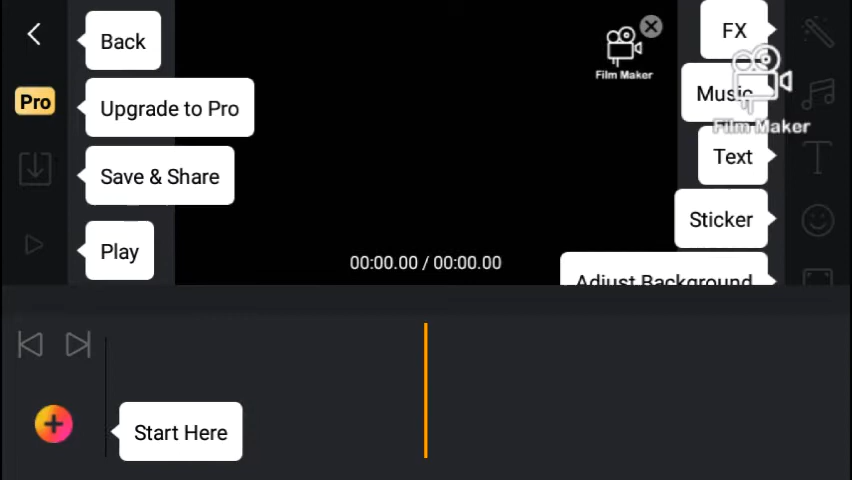 Back
Pro
Upgrade to Pro
Save & Share
Play
Film Maker
FX
Music
Film Maker
Text
Sticker
Adjust Background
00:00.00 / 00:00.00
Start Here